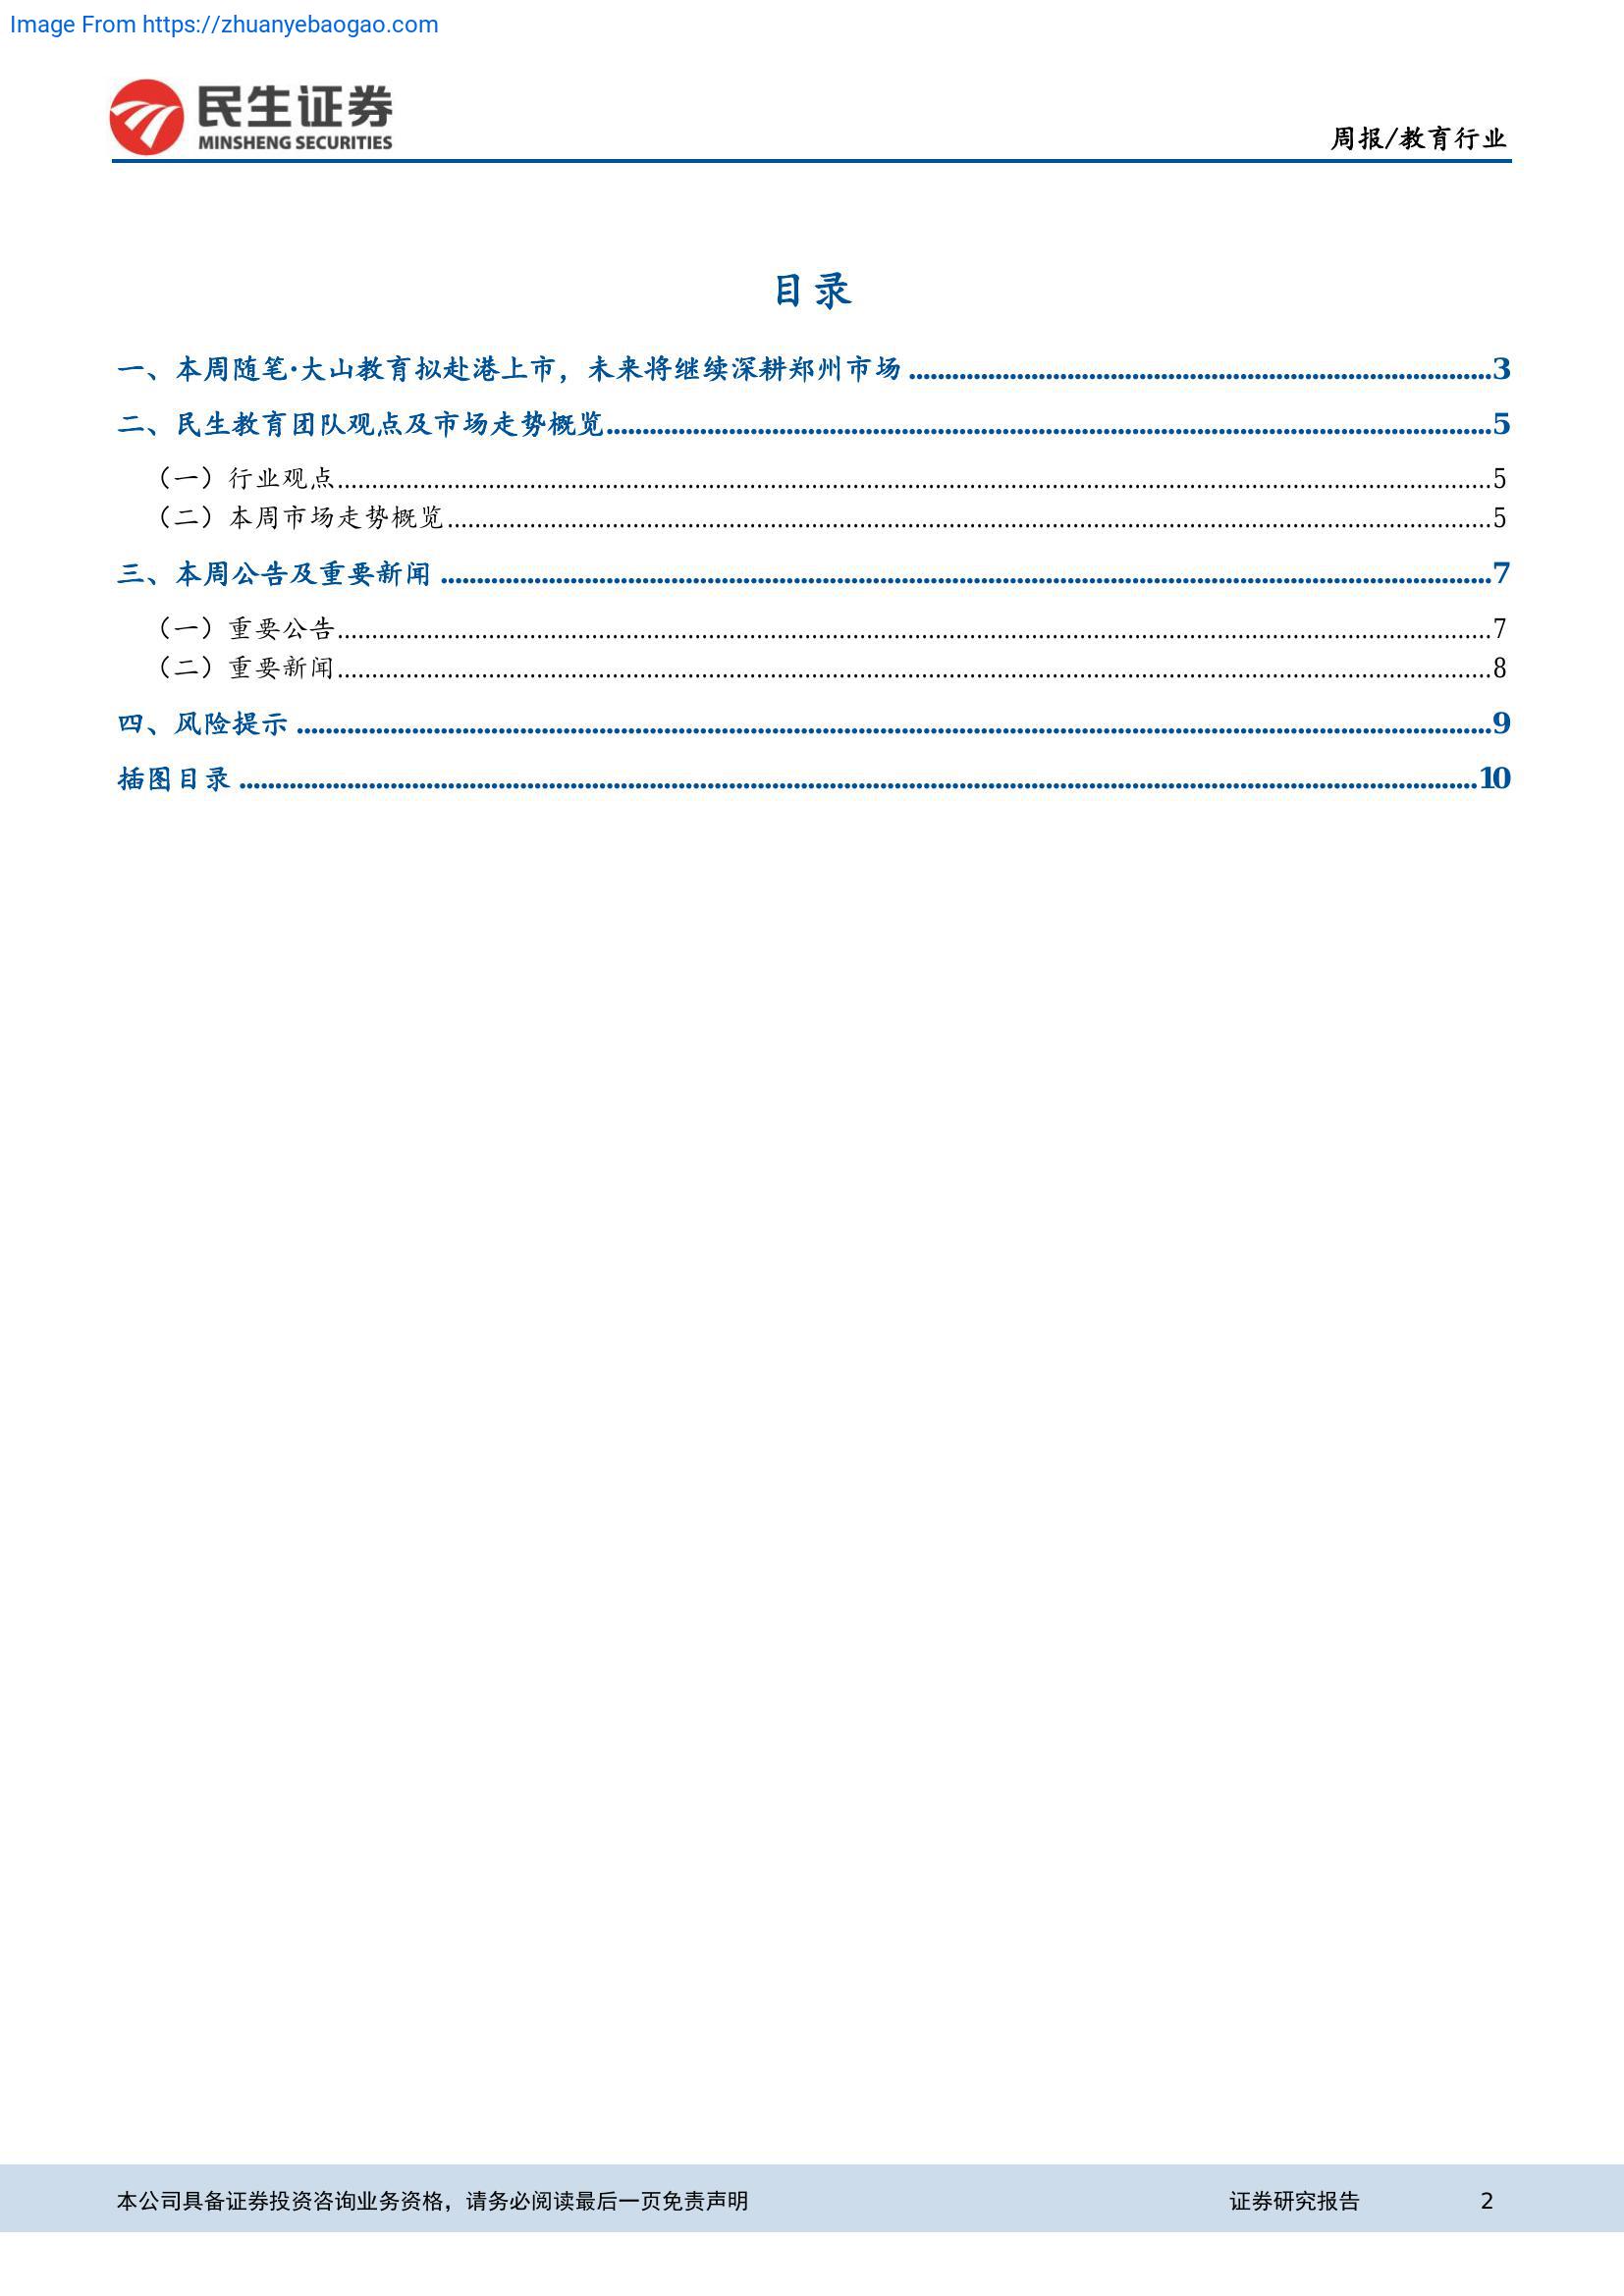 Image From https://zhuanyebaogao.com
民生证券
MINSHENG SECURITIES
周报/教育行业
目录
一、本周随笔·大山教育拟赴港上市，未来将继续深耕郑州市场................................................................................3
二、民生教育团队观点及市场走势概览................................................................................5
（一）行业观点................................................................................5
（二）本周市场走势概览................................................................................5
三、本周公告及重要新闻................................................................................7
（一）重要公告................................................................................7
（二）重要新闻................................................................................8
四、风险提示................................................................................9
插图目录................................................................................10
本公司具备证券投资咨询业务资格，请务必阅读最后一页免责声明 证券研究报告 2